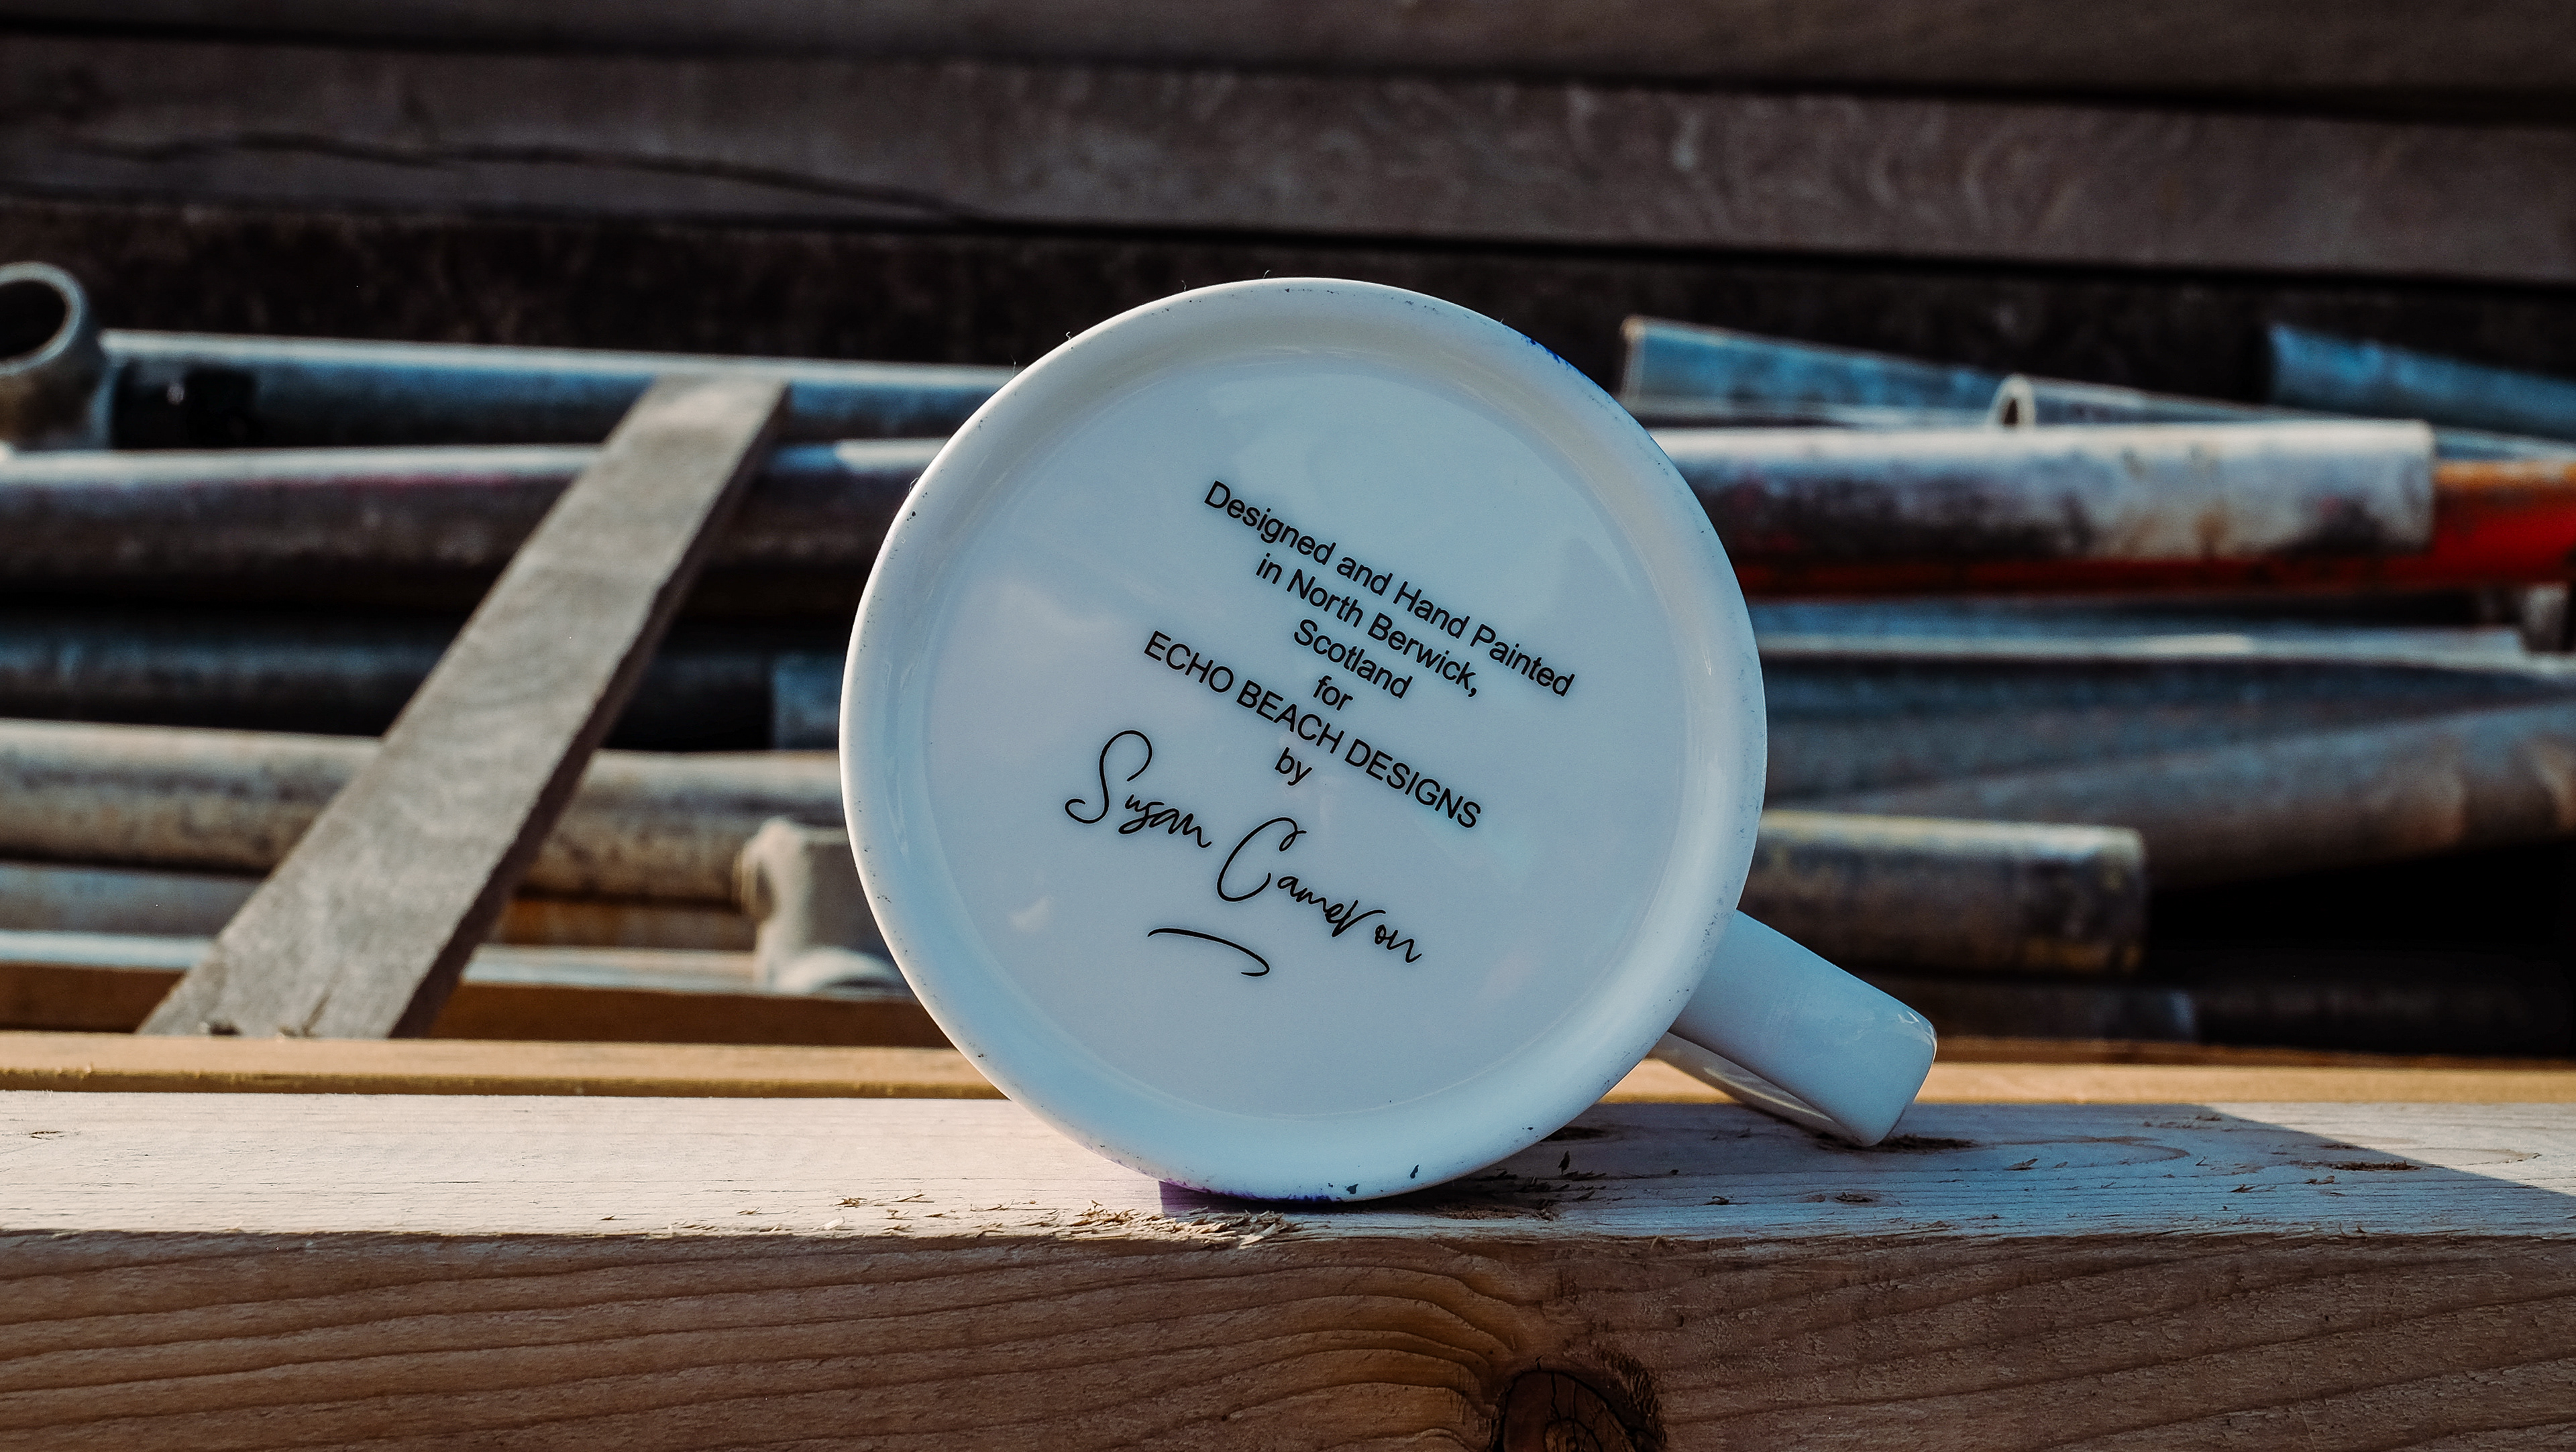 Designed and Hand Painted
in North Berwick,
Scotland
for
ECHO BEACH DESIGNS
by
Susan Cameron